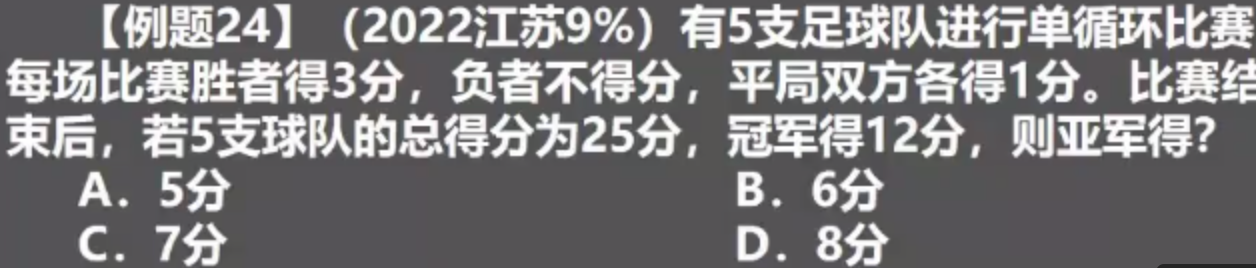 【例题24】（2022江苏9%）有5支足球队进行单循环比赛
每场比赛胜者得3分，负者不得分，平局双方各得1分。比赛结
束后，若5支球队的总得分为25分，冠军得12分，则亚军得？
A．5分 B．6分
C．7分 D．8分